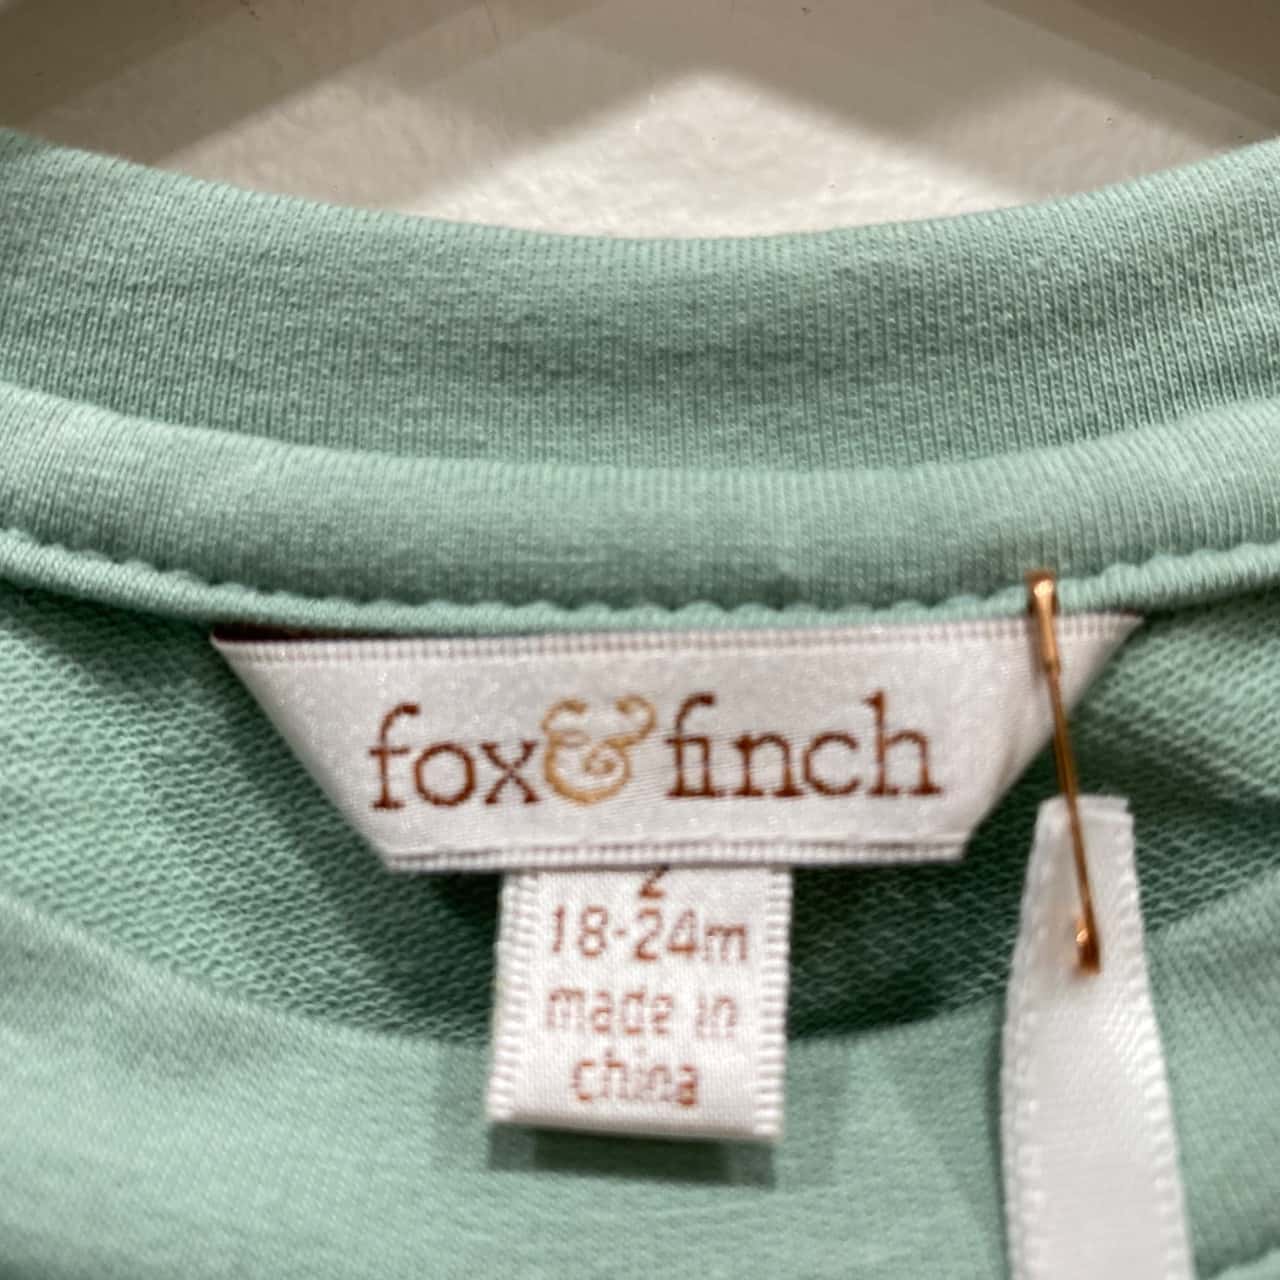 fox & finch
2
18-24m
made in
china